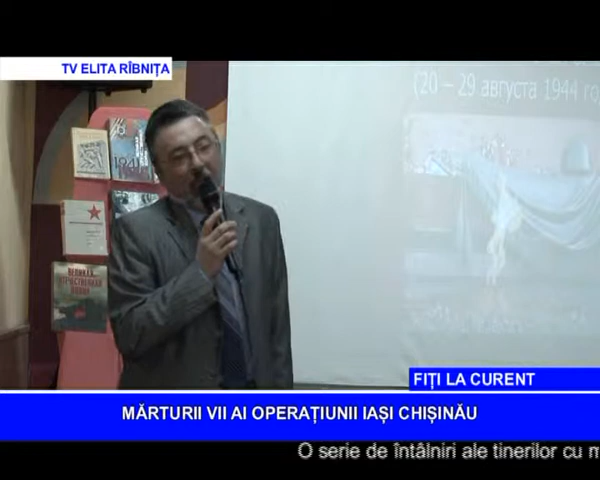 TV ELITA RÎBNIȚA
(20 – 29 августа 1944 го
1941
ВЕЛИКАЯ
ОТЕЧЕСТВЕННАЯ
ВОЙНА
FIȚI LA CURENT
MĂRTURII VII AI OPERAȚIUNII IAȘI CHIȘINĂU
O serie de întâlniri ale tinerilor cu m